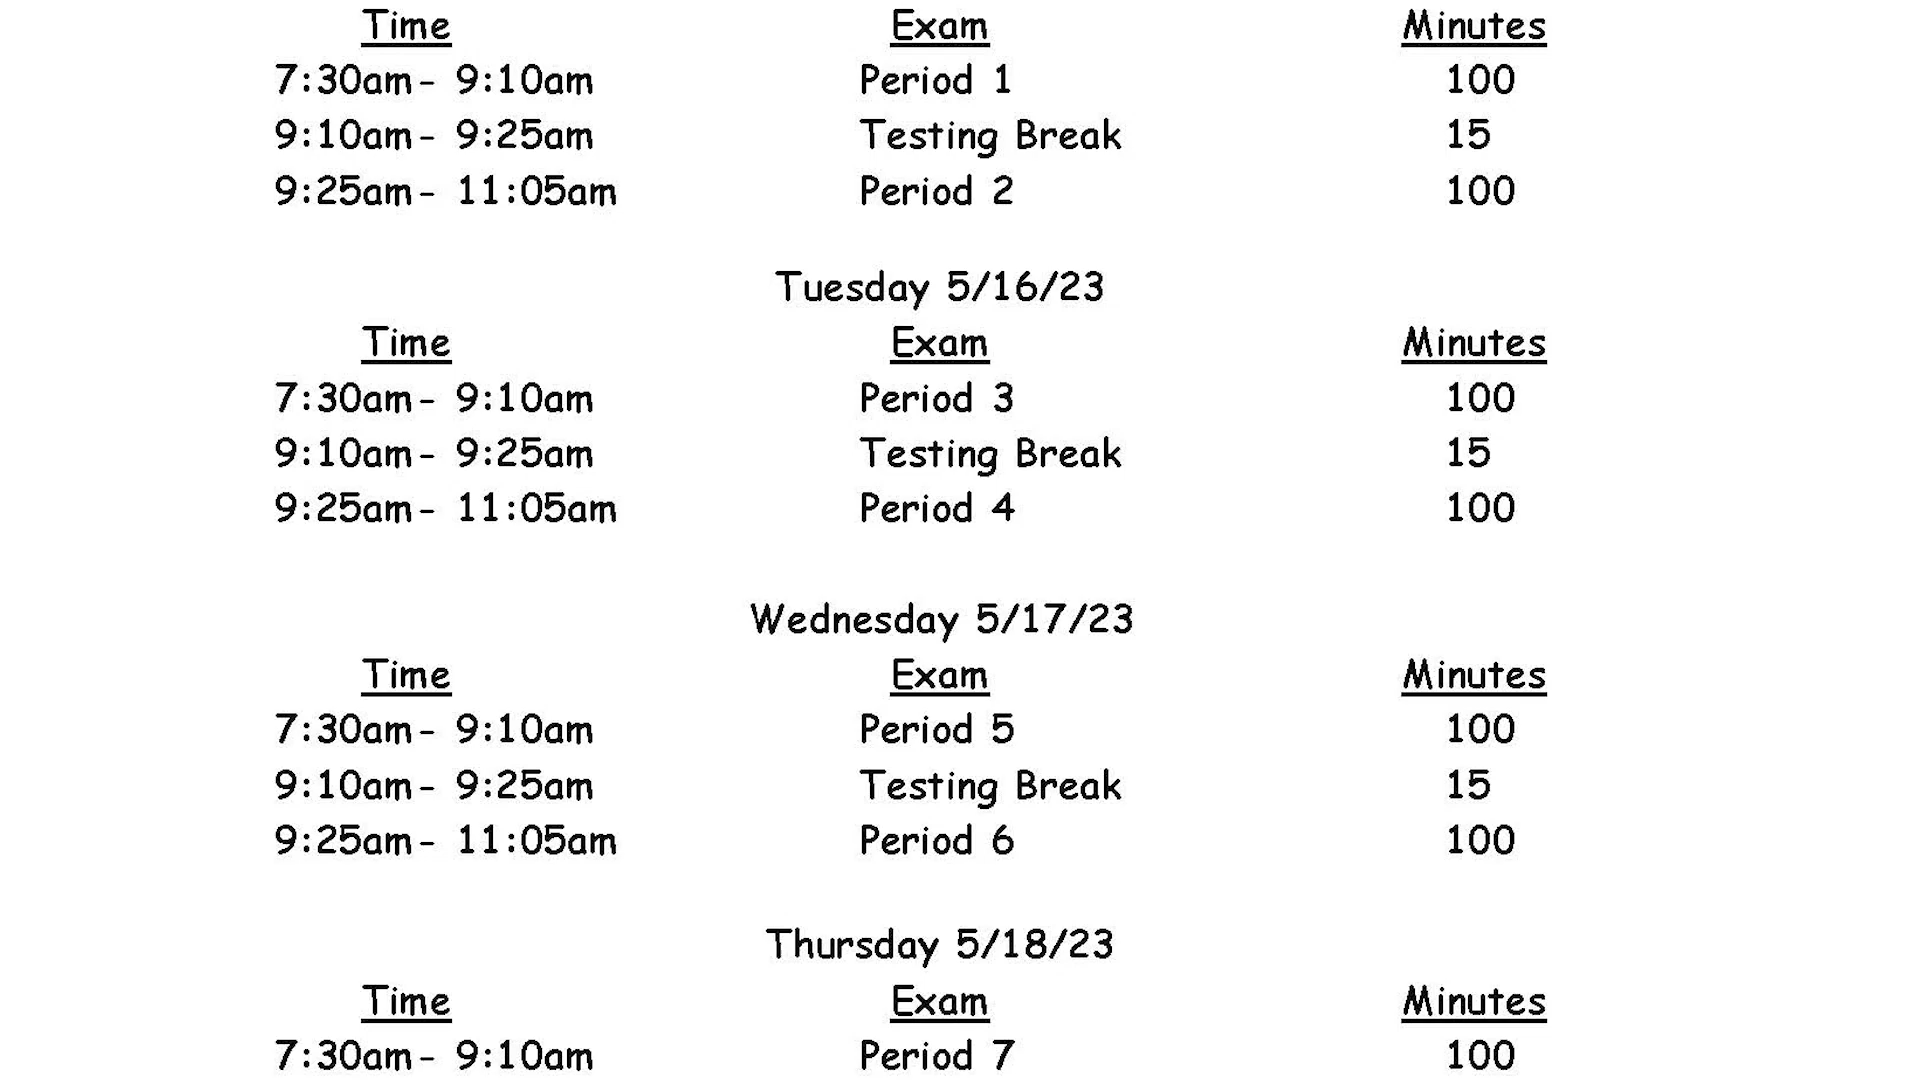 Time Exam Minutes
7:30am- 9:10am Period 1 100
9:10am- 9:25am Testing Break 15
9:25am- 11:05am Period 2 100
Tuesday 5/16/23
Time Exam Minutes
7:30am- 9:10am Period 3 100
9:10am- 9:25am Testing Break 15
9:25am- 11:05am Period 4 100
Wednesday 5/17/23
Time Exam Minutes
7:30am- 9:10am Period 5 100
9:10am- 9:25am Testing Break 15
9:25am- 11:05am Period 6 100
Thursday 5/18/23
Time Exam Minutes
7:30am- 9:10am Period 7 100